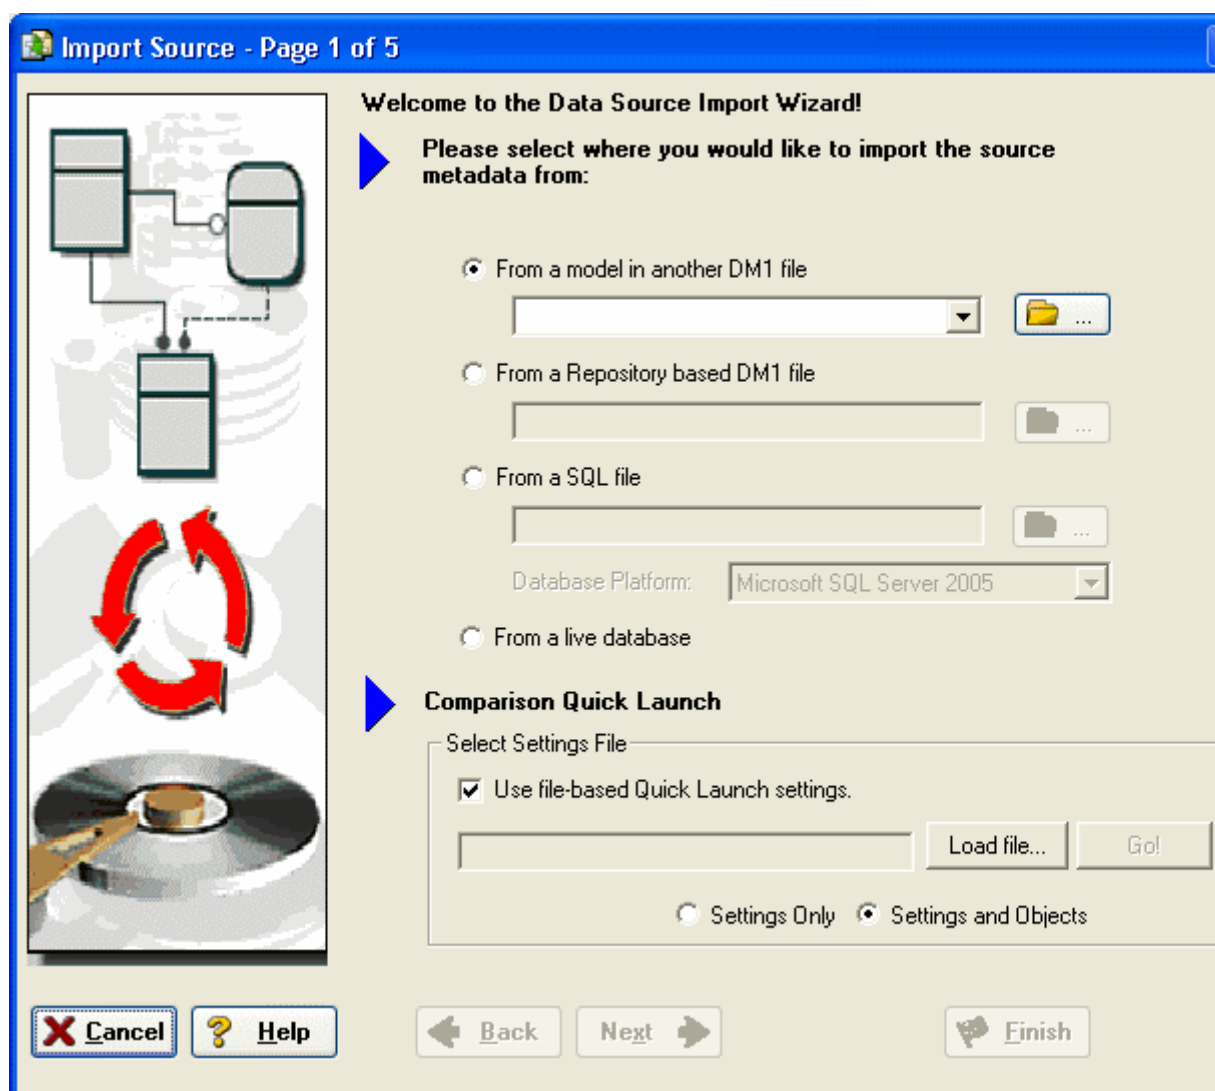 Import Source - Page 1 of 5
Welcome to the Data Source Import Wizard!
Please select where you would like to import the source
metadata from:
From a model in another DM1 file
...
From a Repository based DM1 file
...
From a SQL file
...
Database Platform: Microsoft SQL Server 2005
From a live database
Comparison Quick Launch
Select Settings File
Use file-based Quick Launch settings.
Load file... Go!
Settings Only Settings and Objects
Cancel Help Back Next Finish